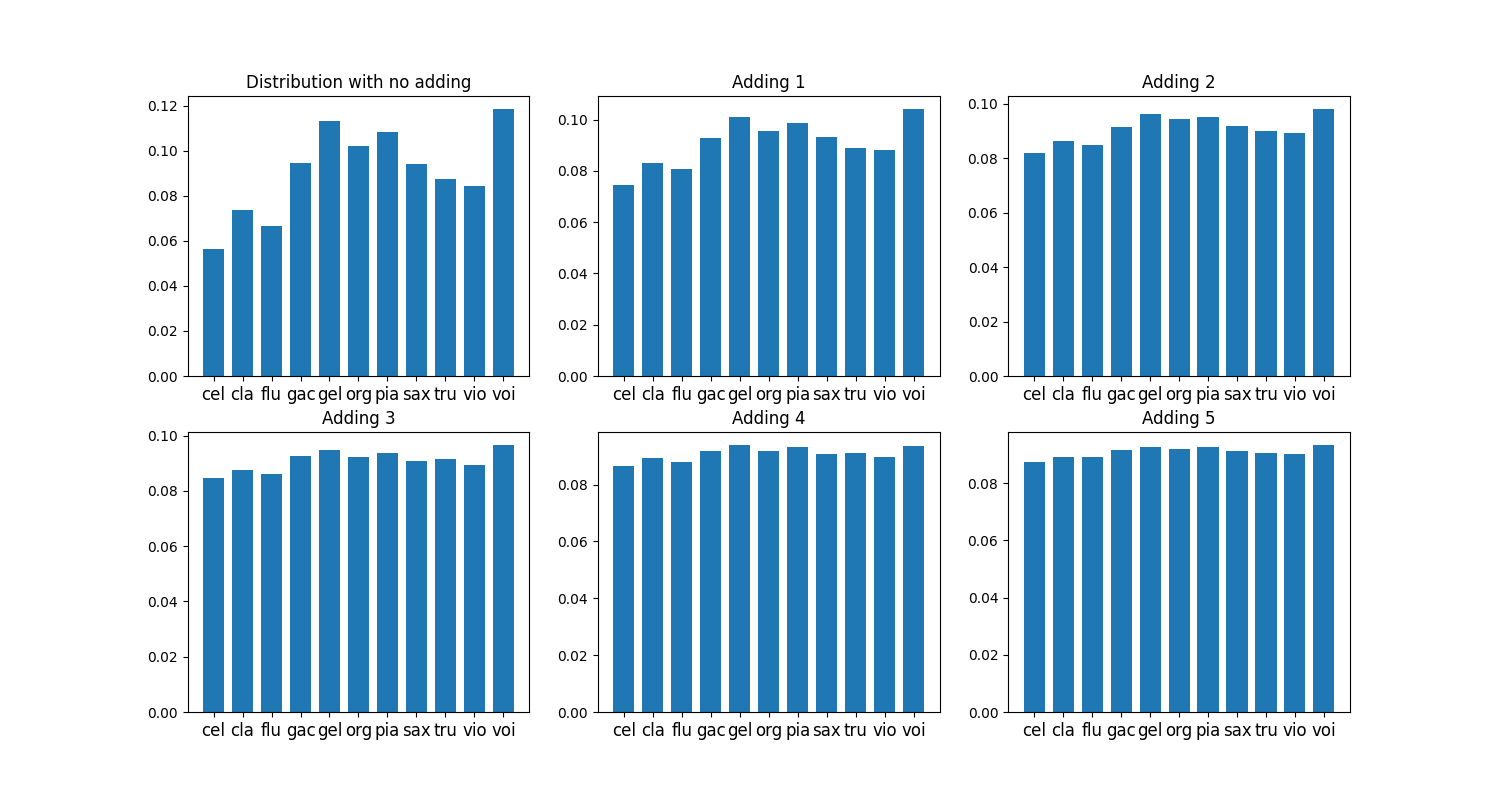 Distribution with no adding
0.12
0.10
0.08
0.06
0.04
0.02
0.00
cel cla flu gac gel org pia sax tru vio voi
Adding 1
0.10
0.08
0.06
0.04
0.02
0.00
cel cla flu gac gel org pia sax tru vio voi
Adding 2
0.10
0.08
0.06
0.04
0.02
0.00
cel cla flu gac gel org pia sax tru vio voi
Adding 3
0.10
0.08
0.06
0.04
0.02
0.00
cel cla flu gac gel org pia sax tru vio voi
Adding 4
0.08
0.06
0.04
0.02
0.00
cel cla flu gac gel org pia sax tru vio voi
Adding 5
0.08
0.06
0.04
0.02
0.00
cel cla flu gac gel org pia sax tru vio voi